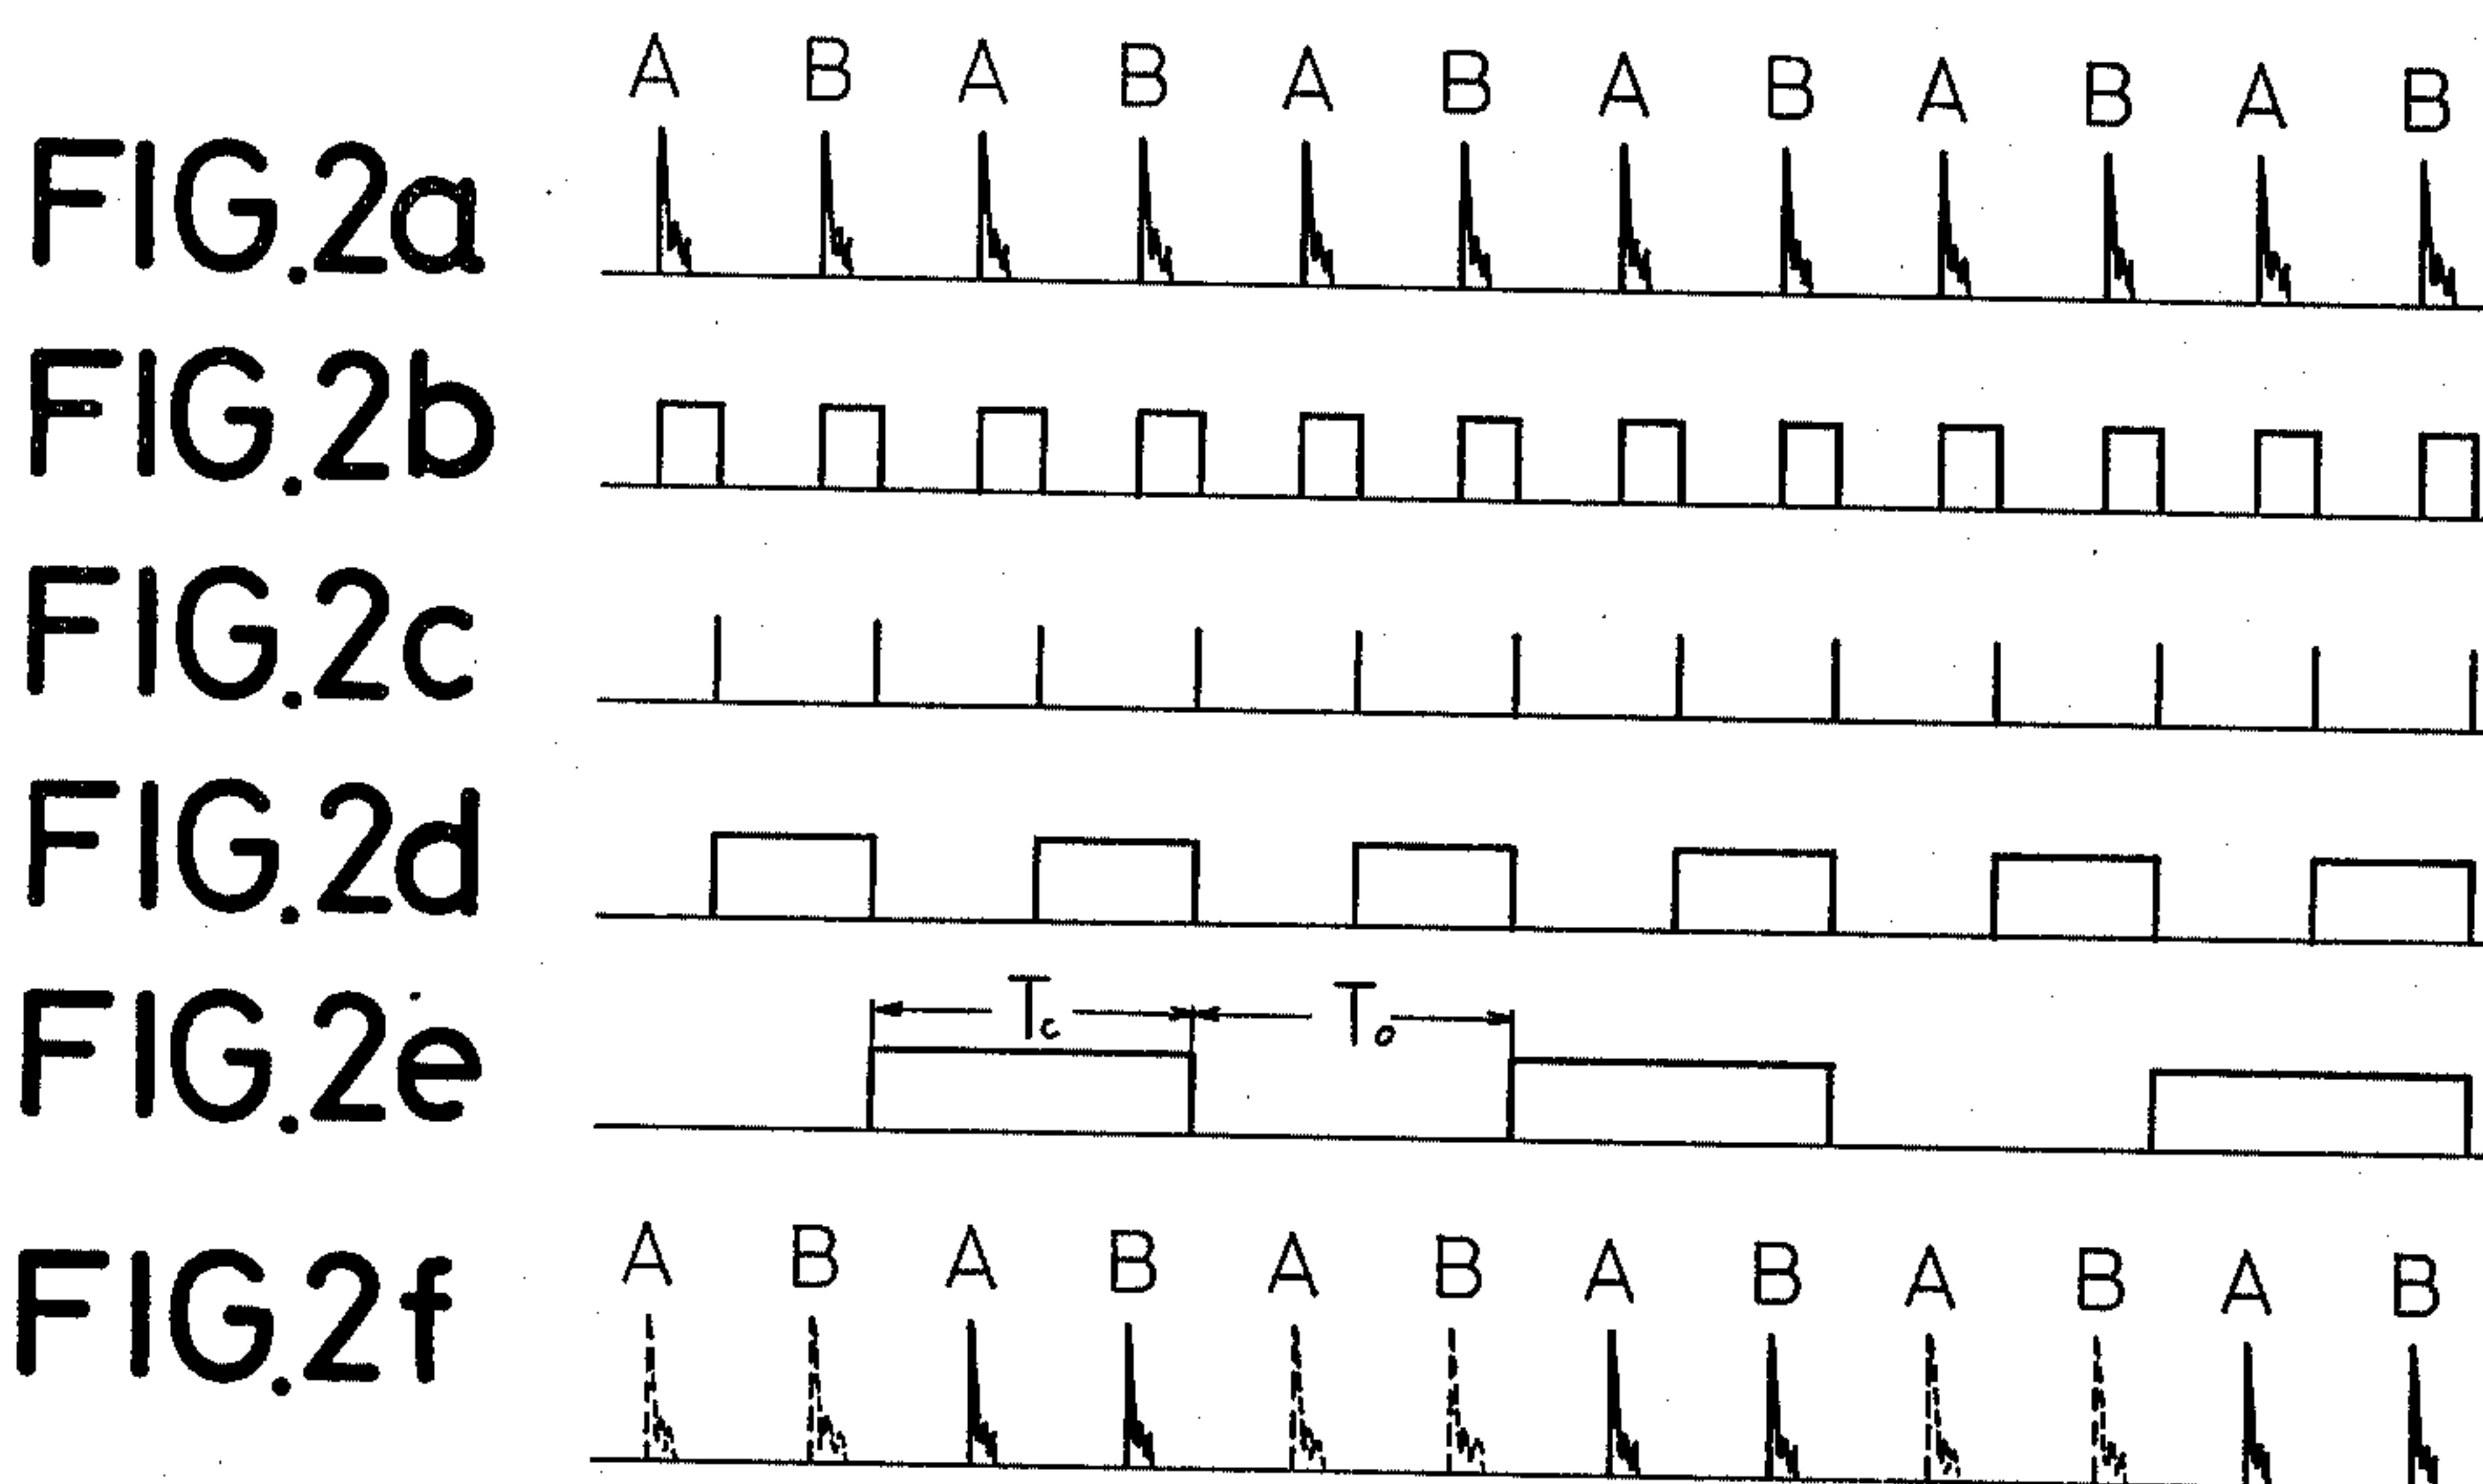 A B A B A B A B A B A B
FIG.2a
FIG.2b
FIG.2c
FIG.2d
Tc To
FIG.2e
A B A B A B A B A B A B
FIG.2f